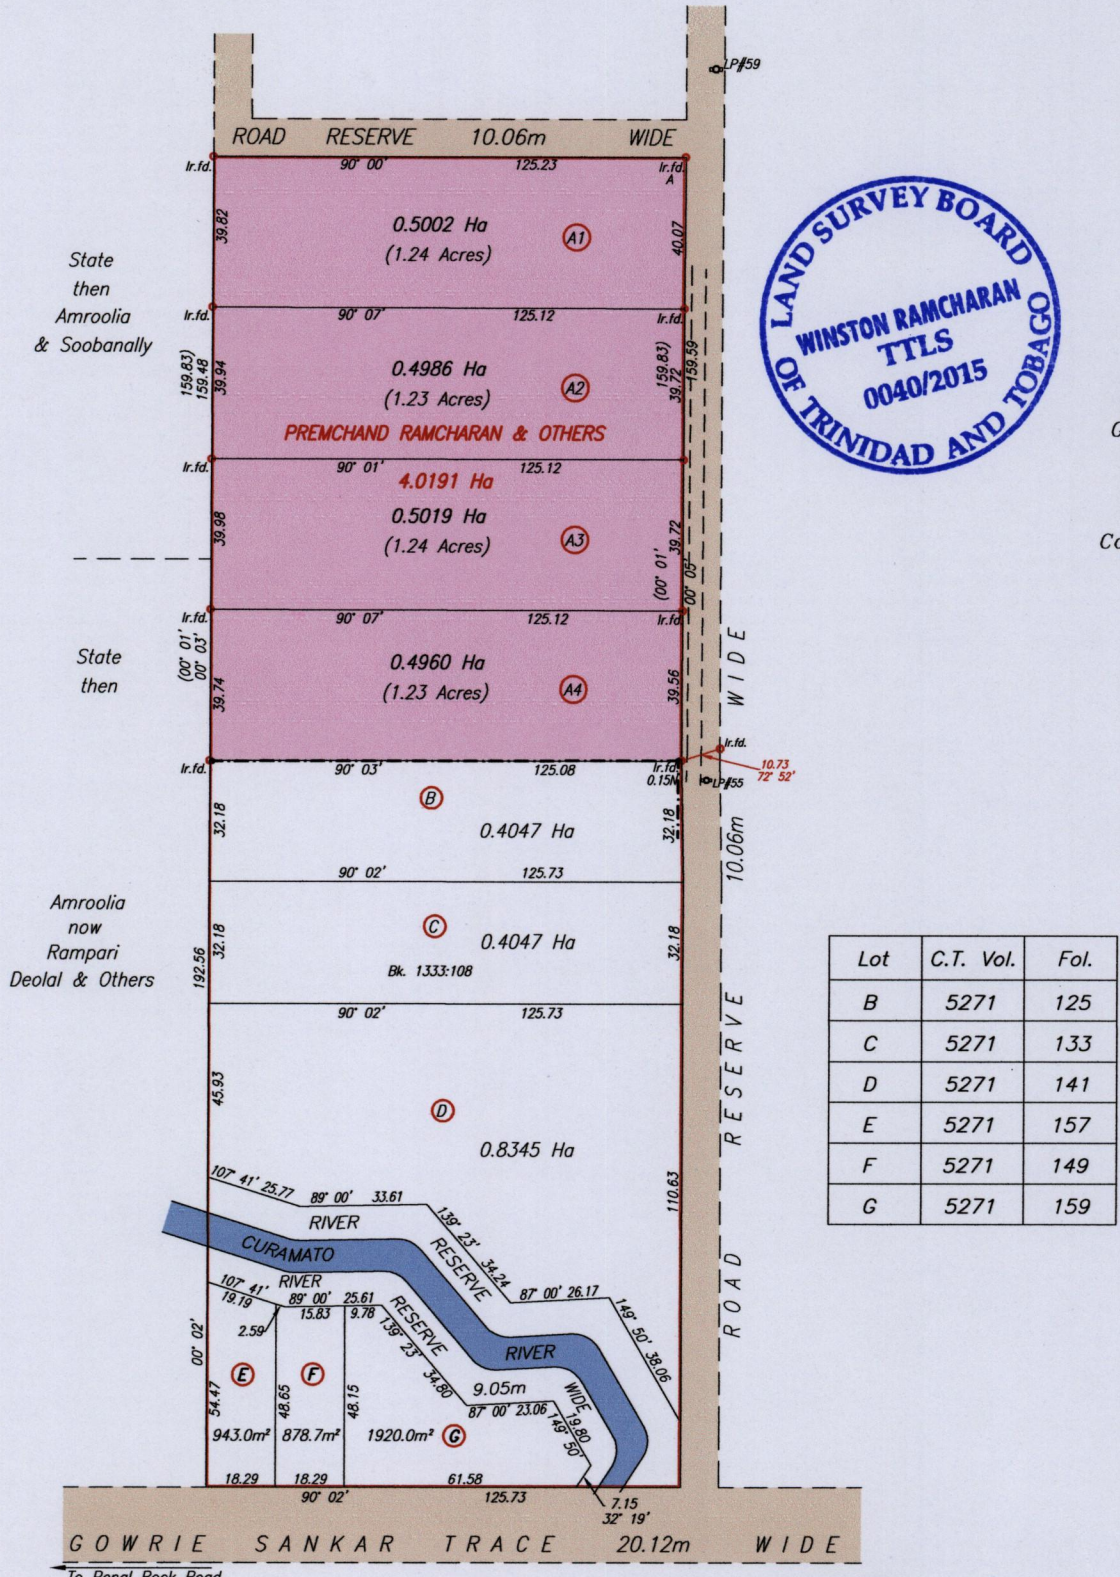 LP#59
ROAD RESERVE 10.06m WIDE
Ir.fd. 90° 00' 125.23 Ir.fd.
A
39.82
0.5002 Ha A1
(1.24 Acres)
40.07
State
then
Amroolia
& Soobanally
LAND SURVEY BOARD
OF TRINIDAD AND TOBAGO
WINSTON RAMCHARAN
TTLS
0040/2015
Ir.fd. 90° 07' 125.12 Ir.fd.
159.83)
159.48
39.94
0.4986 Ha A2
(1.23 Acres)
159.83)
39.72
159.59
PREMCHAND RAMCHARAN & OTHERS
Ir.fd. 90° 01' 125.12
4.0191 Ha
39.98
0.5019 Ha
(1.24 Acres) A3
39.72
(00° 01'
00° 05'
Ir.fd. 90° 07' 125.12 Ir.fd.
State
then
(00° 01'
00° 03'
39.74
0.4960 Ha
(1.23 Acres) A4
39.56
Ir.fd.
Ir.fd. 90° 03' 125.08 Ir.fd.
0.15N
10.73
72° 52'
LP#55
B
32.18
0.4047 Ha
32.18
90° 02' 125.73
Amroolia
now
Rampari
Deolal & Others
C
32.18
0.4047 Ha
32.18
Bk. 1333:108
192.56
90° 02' 125.73
45.93
D
0.8345 Ha
110.63
ROAD RESERVE 10.06m WIDE
Lot C.T. Vol. Fol.
B 5271 125
C 5271 133
D 5271 141
E 5271 157
F 5271 149
G 5271 159
107° 41' 25.77
89° 00' 33.61
139° 23' 34.24
87° 00' 26.17
149° 50' 38.06
RIVER
RESERVE
CURAMATO
RIVER
RIVER
RESERVE
9.05m
WIDE
107° 41'
19.19
89° 00' 25.61
15.83 9.78
2.59
139° 23'
34.80
87° 00' 23.06
19.80
149° 50'
00° 02'
54.47
E
943.0m²
48.65
F
878.7m²
48.15
1920.0m² G
18.29 18.29 61.58
90° 02' 125.73
7.15
32° 19'
GOWRIE SANKAR TRACE 20.12m WIDE